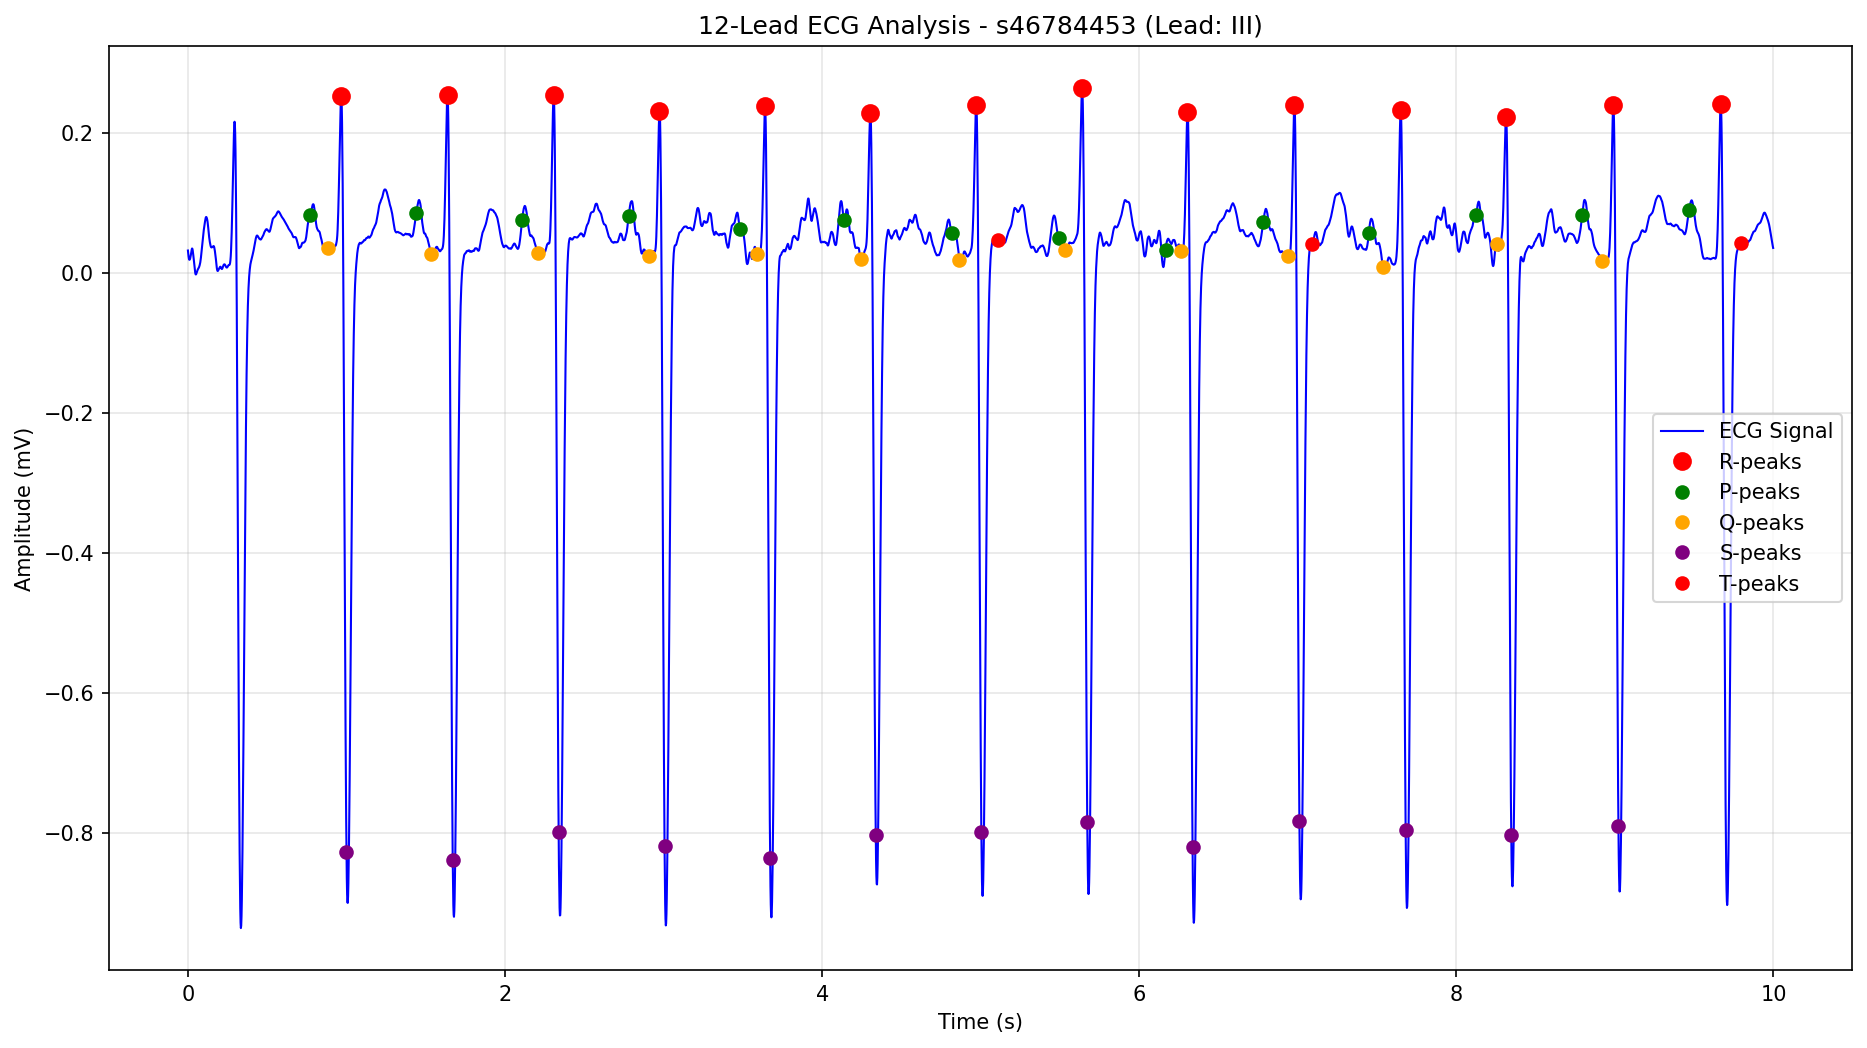 12-Lead ECG Analysis - s46784453 (Lead: III)
0.2
0.0
−0.2
−0.4
−0.6
−0.8
Amplitude (mV)
ECG Signal
R-peaks
P-peaks
Q-peaks
S-peaks
T-peaks
0 2 4 6 8 10
Time (s)